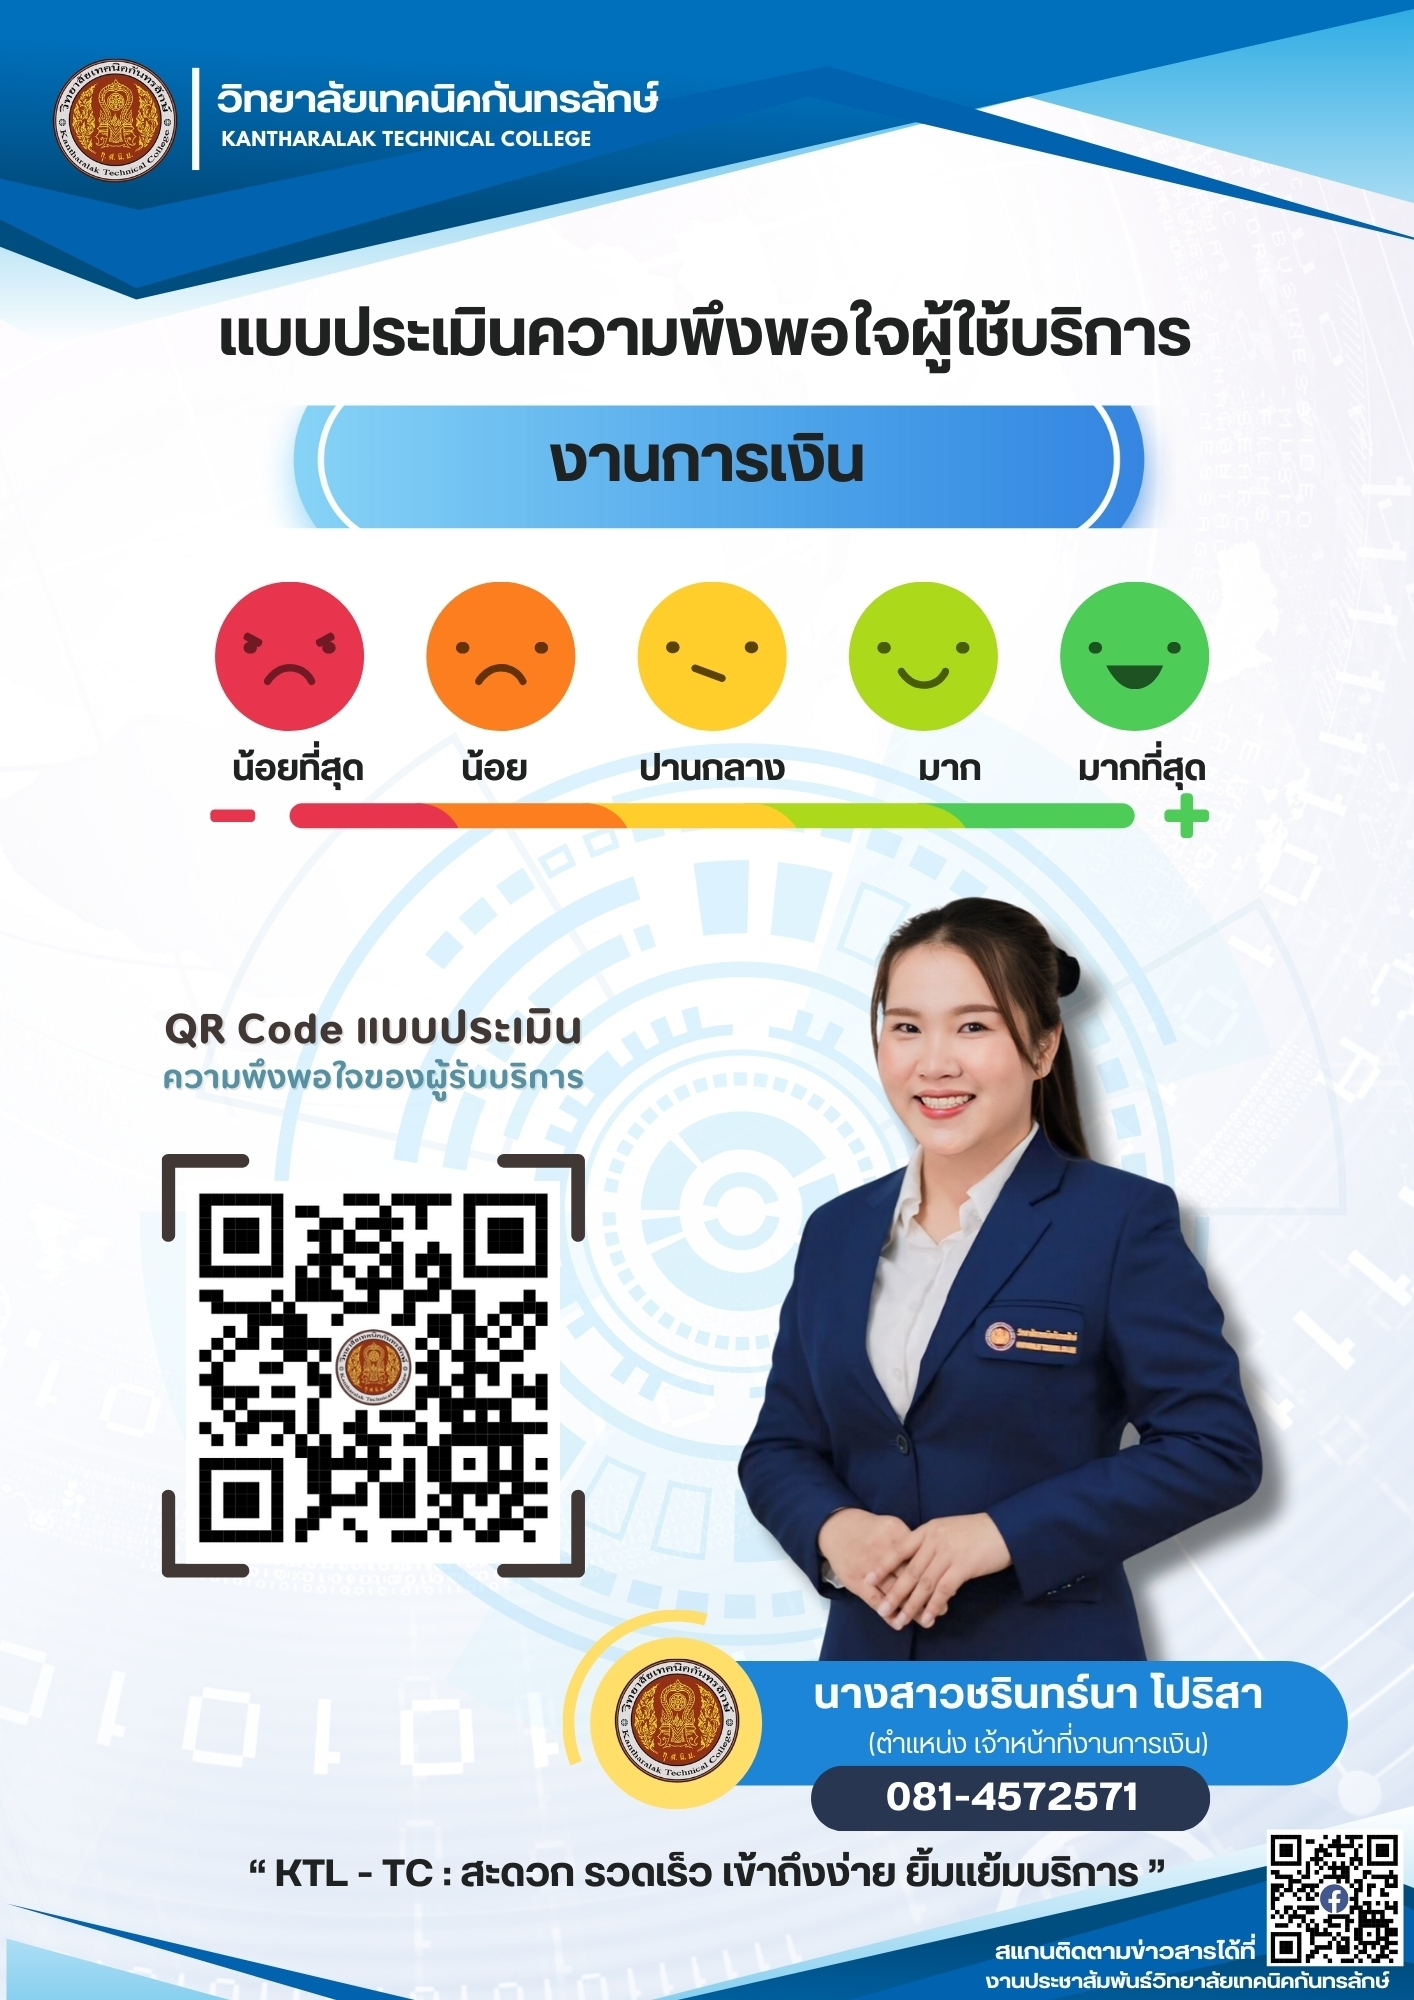 วิทยาลัยเทคนิคกันทรลักษ์
KANTHARALAK TECHNICAL COLLEGE
แบบประเมินความพึงพอใจผู้ใช้บริการ
งานการเงิน
น้อยที่สุด น้อย ปานกลาง มาก มากที่สุด
QR Code แบบประเมิน
ความพึงพอใจของผู้รับบริการ
นางสาวชรินทร์นา โปริสา
(ตำแหน่ง เจ้าหน้าที่งานการเงิน)
081-4572571
“ KTL - TC : สะดวก รวดเร็ว เข้าถึงง่าย ยิ้มแย้มบริการ ”
สแกนติดตามข่าวสารได้ที่
งานประชาสัมพันธ์วิทยาลัยเทคนิคกันทรลักษ์